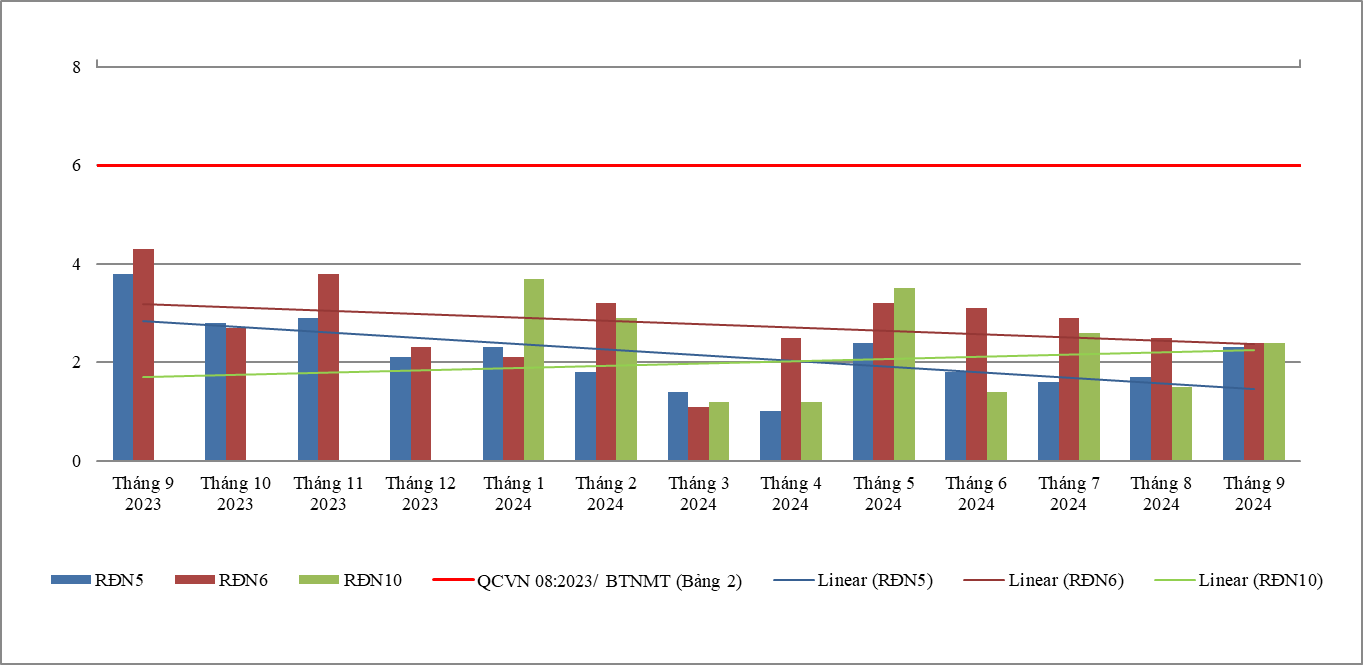 8
6
4
2
0
Tháng 9 2023
Tháng 10 2023
Tháng 11 2023
Tháng 12 2023
Tháng 1 2024
Tháng 2 2024
Tháng 3 2024
Tháng 4 2024
Tháng 5 2024
Tháng 6 2024
Tháng 7 2024
Tháng 8 2024
Tháng 9 2024
RĐN5
RĐN6
RĐN10
QCVN 08:2023/ BTNMT (Bảng 2)
Linear (RĐN5)
Linear (RĐN6)
Linear (RĐN10)